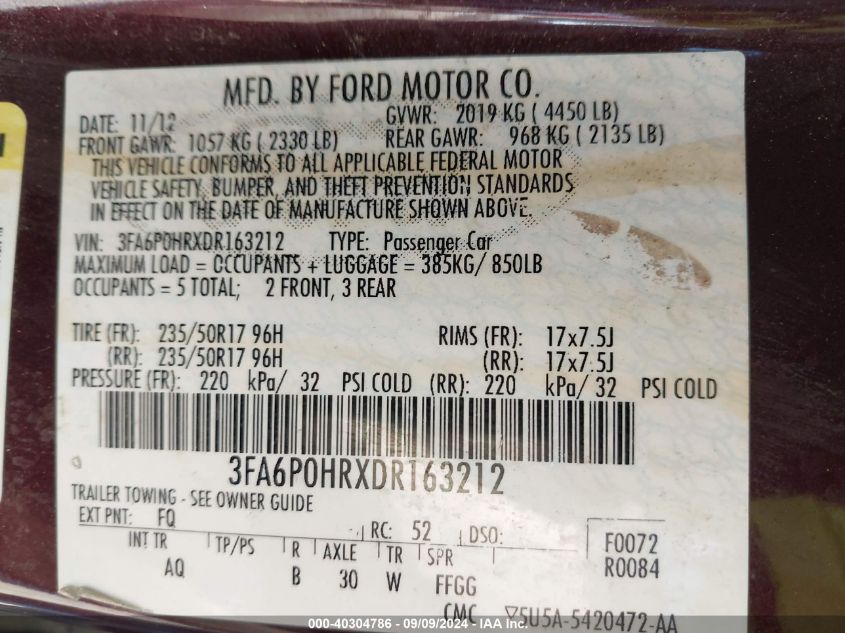 MFD. BY FORD MOTOR CO.
DATE: 11/12 GVWR: 2019 KG ( 4450 LB)
FRONT GAWR: 1057 KG ( 2330 LB) REAR GAWR: 968 KG ( 2135 LB)
THIS VEHICLE CONFORMS TO ALL APPLICABLE FEDERAL MOTOR
VEHICLE SAFETY, BUMPER, AND THEFT PREVENTION STANDARDS
IN EFFECT ON THE DATE OF MANUFACTURE SHOWN ABOVE.
VIN: 3FA6P0HRXDR163212 TYPE: Passenger Car
MAXIMUM LOAD = OCCUPANTS + LUGGAGE = 385KG/ 850LB
OCCUPANTS = 5 TOTAL; 2 FRONT, 3 REAR
TIRE (FR): 235/50R17 96H RIMS (FR): 17x7.5J
(RR): 235/50R17 96H (RR): 17x7.5J
PRESSURE (FR): 220 kPa/ 32 PSI COLD (RR): 220 kPa/ 32 PSI COLD
3FA6P0HRXDR163212
TRAILER TOWING - SEE OWNER GUIDE
EXT PNT: FQ RC: 52 DSO: F0072
INT TR TP/PS R AXLE TR SPR R0084
AQ B 30 W FFGG
CMC 5U5A-5420472-AA
000-40304786 - 09/09/2024 - IAA Inc.